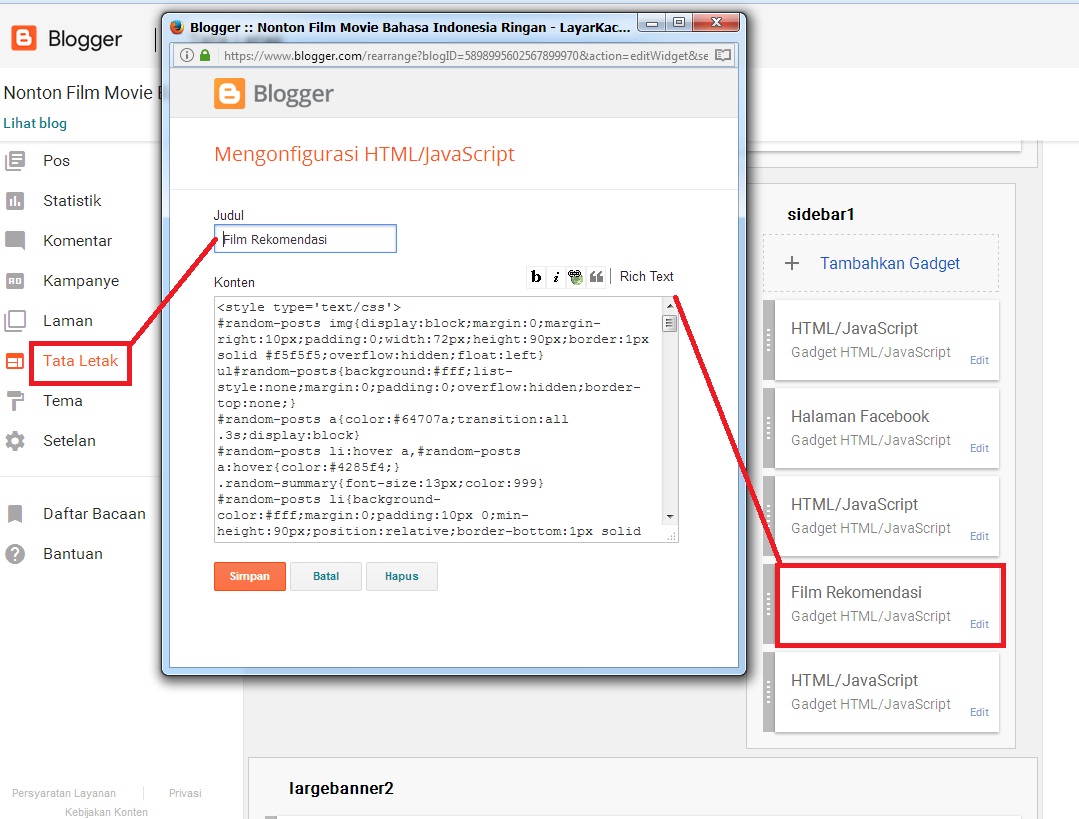 Blogger
Nonton Film Movie
Lihat blog
Pos
Statistik
Komentar
Kampanye
Laman
Tata Letak
Tema
Setelan
Daftar Bacaan
Bantuan
Persyaratan Layanan
Privasi
Kebijakan Konten
Blogger :: Nonton Film Movie Bahasa Indonesia Ringan - LayarKac...
https://www.blogger.com/rearrange?blogID=5898995602567899970&action=editWidget&se
Blogger
Mengonfigurasi HTML/JavaScript
Judul
Film Rekomendasi
Konten
b i Rich Text
<style type='text/css'>
#random-posts img{display:block;margin:0;margin-
right:10px;padding:0;width:72px;height:90px;border:1px
solid #f5f5f5;overflow:hidden;float:left}
ul#random-posts{background:#fff;list-
style:none;margin:0;padding:0;overflow:hidden;border-
top:none;}
#random-posts a{color:#64707a;transition:all
.3s;display:block}
#random-posts li:hover a,#random-posts
a:hover{color:#4285f4;}
.random-summary{font-size:13px;color:999}
#random-posts li{background-
color:#fff;margin:0;padding:10px 0;min-
height:90px;position:relative;border-bottom:1px solid
Simpan
Batal
Hapus
sidebar1
Tambahkan Gadget
HTML/JavaScript
Gadget HTML/JavaScript
Edit
Halaman Facebook
Gadget HTML/JavaScript
Edit
HTML/JavaScript
Gadget HTML/JavaScript
Edit
Film Rekomendasi
Gadget HTML/JavaScript
Edit
HTML/JavaScript
Gadget HTML/JavaScript
Edit
largebanner2